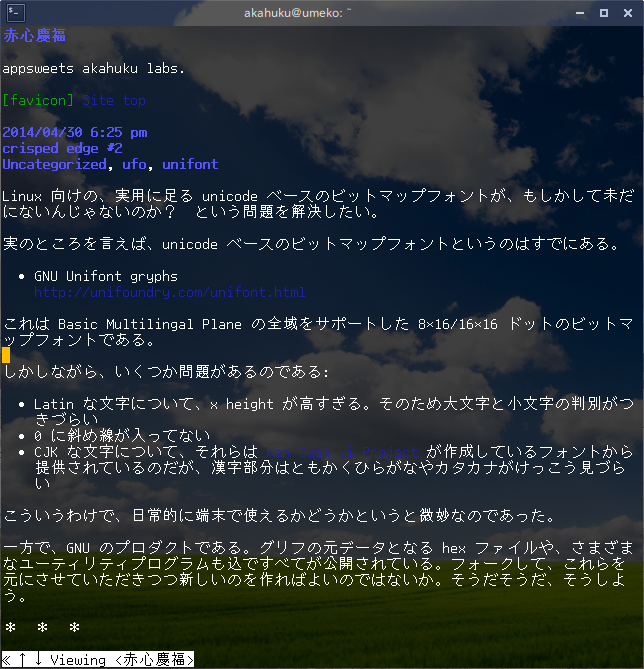 akahuku@umeko: ~
赤心慶福
appsweets akahuku labs.
[favicon] Site top
2014/04/30 6:25 pm
crisped edge #2
Uncategorized, ufo, unifont
Linux 向けの、実用に足る unicode ベースのビットマップフォントが、もしかして未だ
にないんじゃないのか?　という問題を解決したい。
実のところを言えば、unicode ベースのビットマップフォントというのはすでにある。
• GNU Unifont gryphs
http://unifoundry.com/unifont.html
これは Basic Multilingal Plane の全域をサポートした 8×16/16×16 ドットのビットマ
ップフォントである。
しかしながら、いくつか問題があるのである:
• Latin な文字について、x height が高すぎる。そのため大文字と小文字の判別がつ
きづらい
• 0 に斜め線が入ってない
• CJK な文字について、それらは が作成しているフォントから
提供されているのだが、漢字部分はともかくひらがなやカタカナがけっこう見づら
い
こういうわけで、日常的に端末で使えるかどうかというと微妙なのであった。
一方で、GNU のプロダクトである。グリフの元データとなる hex ファイルや、さまざま
なユーティリティプログラムも込ですべてが公開されている。フォークして、これらを
元にさせていただきつつ新しいのを作ればよいのではないか。そうだそうだ、そうしよ
う。
* * *
« ↑ ↓ Viewing <赤心慶福>